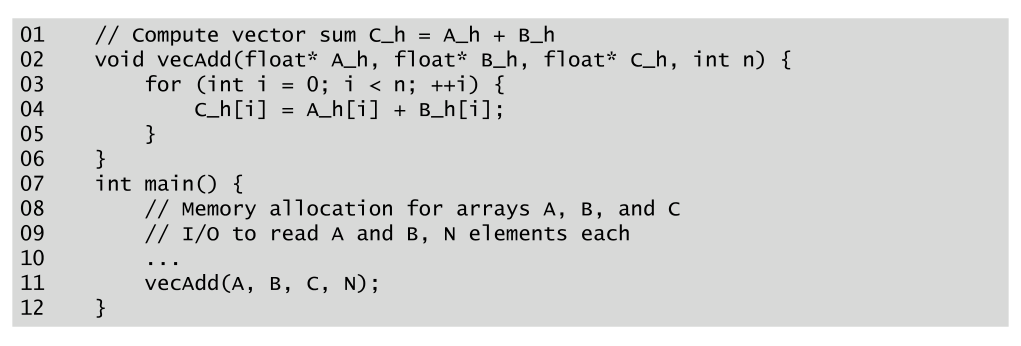 01    // Compute vector sum C_h = A_h + B_h
02    void vecAdd(float* A_h, float* B_h, float* C_h, int n) {
03        for (int i = 0; i < n; ++i) {
04            C_h[i] = A_h[i] + B_h[i];
05        }
06    }
07    int main() {
08        // Memory allocation for arrays A, B, and C
09        // I/O to read A and B, N elements each
10        ...
11        vecAdd(A, B, C, N);
12    }